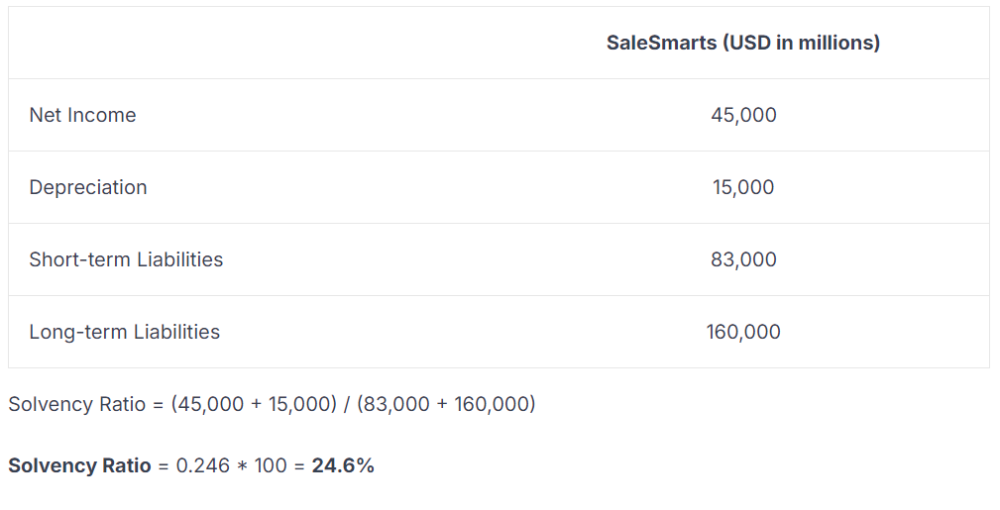 SaleSmarts (USD in millions)
Net Income 45,000
Depreciation 15,000
Short-term Liabilities 83,000
Long-term Liabilities 160,000
Solvency Ratio = (45,000 + 15,000) / (83,000 + 160,000)
Solvency Ratio = 0.246 * 100 = 24.6%